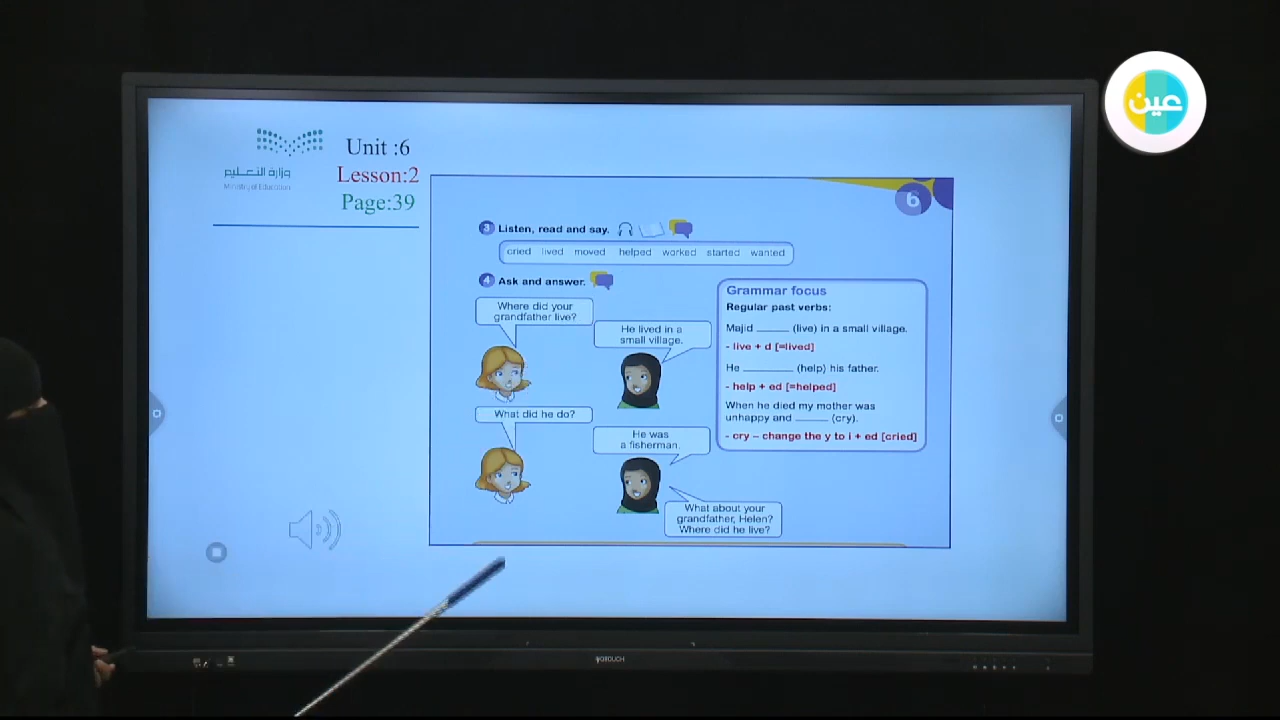 عين
وزارة التعليم
Ministry of Education
Unit :6
Lesson:2
Page:39
6
3 Listen, read and say.
cried lived moved helped worked started wanted
4 Ask and answer.
Where did your
grandfather live?
He lived in a
small village.
What did he do?
He was
a fisherman.
What about your
grandfather, Helen?
Where did he live?
Grammar focus
Regular past verbs:
Majid _____ (live) in a small village.
- live + d [=lived]
He ________ (help) his father.
- help + ed [=helped]
When he died my mother was
unhappy and _____ (cry).
- cry – change the y to i + ed [cried]
YQTOUCH